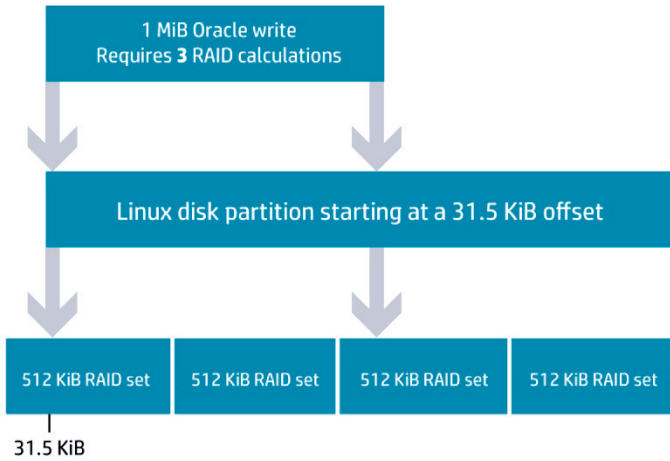 1 MiB Oracle write
Requires 3 RAID calculations
Linux disk partition starting at a 31.5 KiB offset
512 KiB RAID set
512 KiB RAID set
512 KiB RAID set
512 KiB RAID set
31.5 KiB